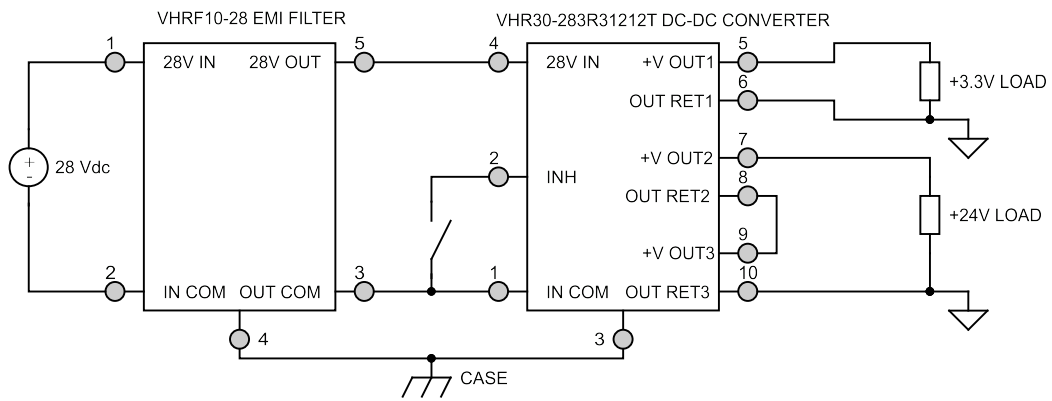 VHRF10-28 EMI FILTER
VHR30-283R31212T DC-DC CONVERTER
1
5
4
5
28V IN
28V OUT
28V IN
+V OUT1
6
+3.3V LOAD
OUT RET1
7
2
+V OUT2
+
-
28 Vdc
8
INH
OUT RET2
+24V LOAD
9
+V OUT3
2
3
1
10
IN COM
OUT COM
IN COM
OUT RET3
4
3
CASE